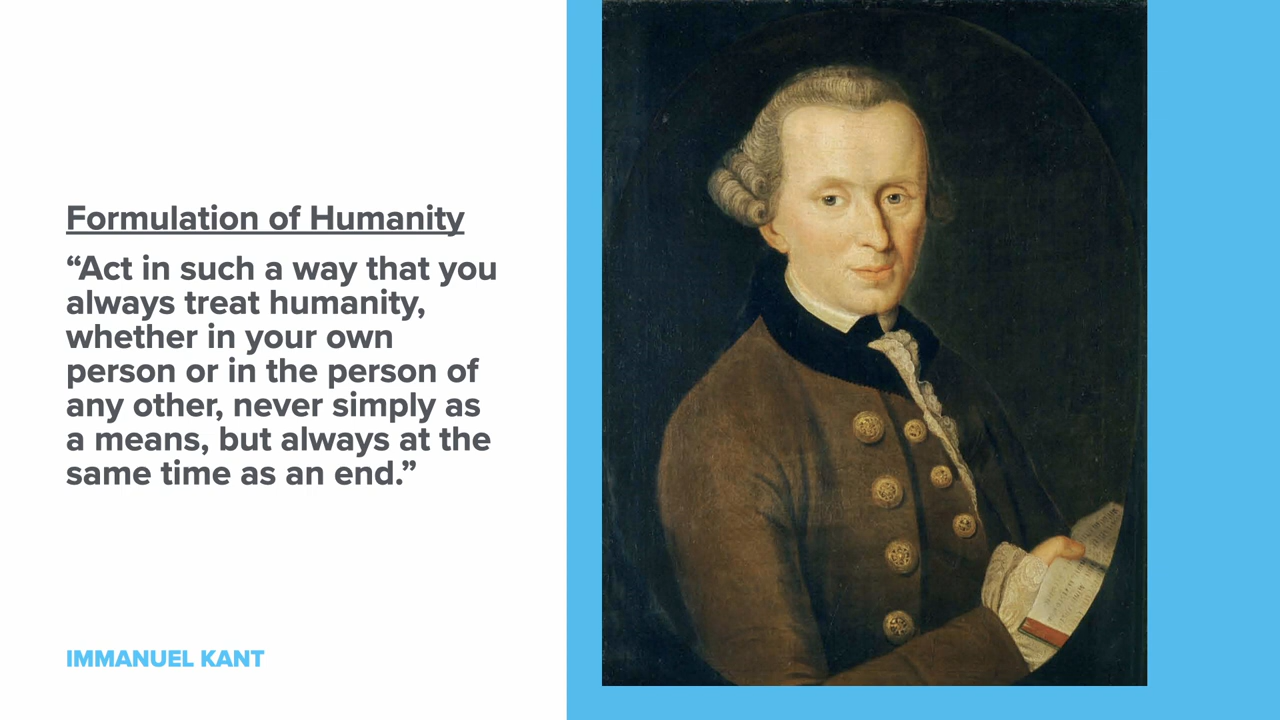 Formulation of Humanity
“Act in such a way that you
always treat humanity,
whether in your own
person or in the person of
any other, never simply as
a means, but always at the
same time as an end.”
IMMANUEL KANT